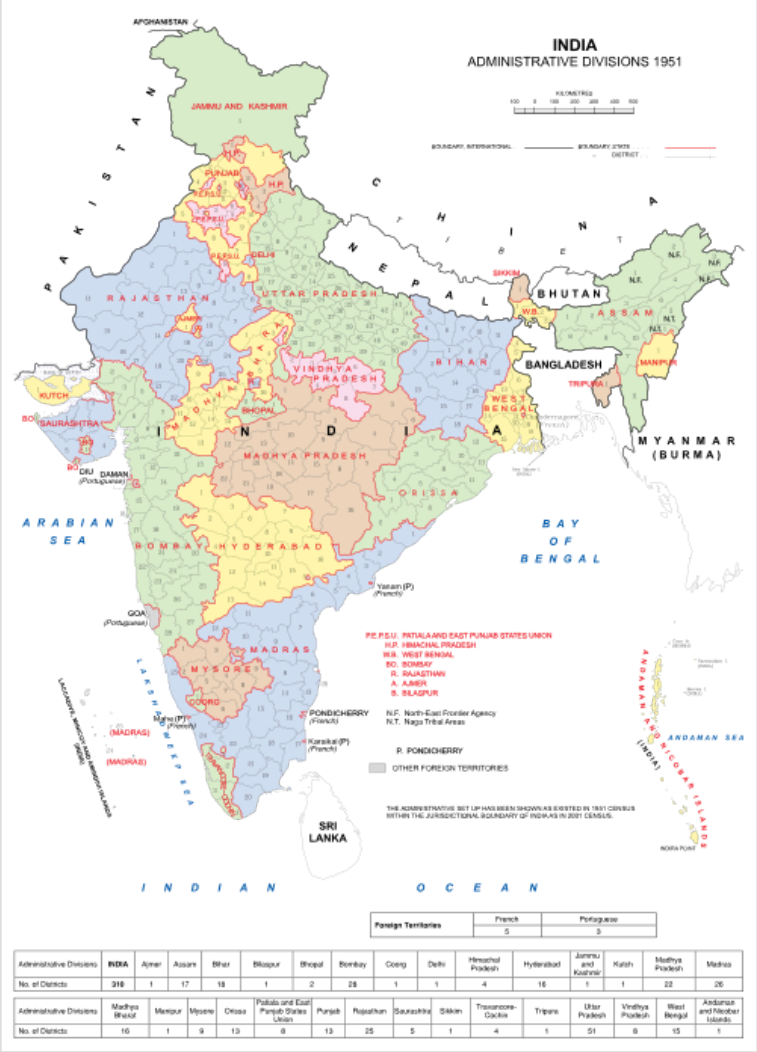 AFGHANISTAN
INDIA
ADMINISTRATIVE DIVISIONS 1951
KILOMETRES
100 0 100 200 300 400 500
BOUNDARY, INTERNATIONAL
BOUNDARY, STATE
DISTRICT
JAMMU AND KASHMIR
PAKISTAN
H.P.
PUNJAB
H.P.
P.E.P.S.U.
P.E.P.S.U.
P.E.P.S.U.
DELHI
CHINA
TIBET
NEPAL
SIKKIM
BHUTAN
N.F.
N.F.
N.F.
N.F.
RAJASTHAN
UTTAR PRADESH
AJMER
W.B.
ASSAM
N.T.
N.T.
BIHAR
BANGLADESH
MANIPUR
VINDHYA
PRADESH
TRIPURA
KUTCH
MADHYA BHARAT
BHOPAL
WEST
BENGAL
BO.
SAURASHTRA
BO.
BO.
Chandernagore
(French)
INDIA
MADHYA PRADESH
MYANMAR
(BURMA)
DIU
DAMAN
(Portuguese)
ORISSA
ARABIAN
SEA
BAY
OF
BENGAL
BOMBAY
HYDERABAD
Yanam (P)
(French)
GOA
(Portuguese)
MADRAS
MYSORE
COORG
P.E.P.S.U. PATIALA AND EAST PUNJAB STATES UNION
H.P. HIMACHAL PRADESH
W.B. WEST BENGAL
BO. BOMBAY
R. RAJASTHAN
A. AJMER
B. BILASPUR
N.F. North-East Frontier Agency
N.T. Naga Tribal Areas
P. PONDICHERRY
OTHER FOREIGN TERRITORIES
LAKSHADWEEP SEA
LACCADIVE, MINICOY AND AMINDIVI ISLANDS
(INDIA)
(MADRAS)
(MADRAS)
Mahe (P)
(French)
PONDICHERRY
(French)
Karaikal (P)
(French)
ANDAMAN AND NICOBAR ISLANDS
(INDIA)
ANDAMAN SEA
INDIRA POINT
THE ADMINISTRATIVE SET UP HAS BEEN SHOWN AS EXISTED IN 1951 CENSUS
WITHIN THE JURISDICTIONAL BOUNDARY OF INDIA AS IN 2001 CENSUS.
SRI
LANKA
INDIAN OCEAN
Foreign Territories French Portuguese
5 3
Administrative Divisions INDIA Ajmer Assam Bihar Bilaspur Bhopal Bombay Coorg Delhi Himachal Pradesh Hyderabad Jammu and Kashmir Kutch Madhya Pradesh Madras
No. of Districts 310 1 17 18 1 2 28 1 1 4 16 1 1 22 26
Administrative Divisions Madhya Bharat Manipur Mysore Orissa Patiala and East Punjab States Union Punjab Rajasthan Saurashtra Sikkim Travancore-Cochin Tripura Uttar Pradesh Vindhya Pradesh West Bengal Andaman and Nicobar Islands
No. of Districts 16 1 9 13 8 13 25 5 1 4 1 51 8 15 1